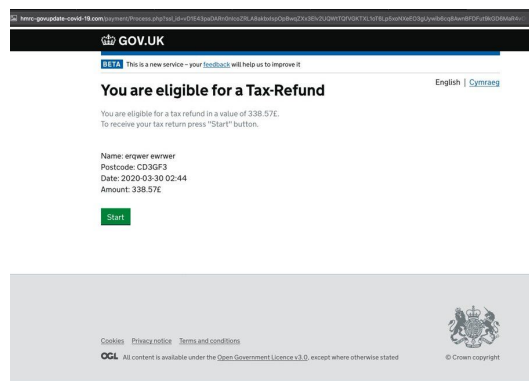 hmrc-govupdate-covid-19.com/payment/Process.php?
GOV.UK
BETA This is a new service – your feedback will help us to improve it
English | Cymraeg
You are eligible for a Tax-Refund
You are eligible for a tax refund in a value of 338.57£.
To receive your tax return press "Start" button.
Name: erqwer ewrwer
Postcode: CD3GF3
Date: 2020-03-30 02:44
Amount: 338.57£
Start
Cookies Privacy notice Terms and conditions
OGL All content is available under the Open Government Licence v3.0, except where otherwise stated
© Crown copyright